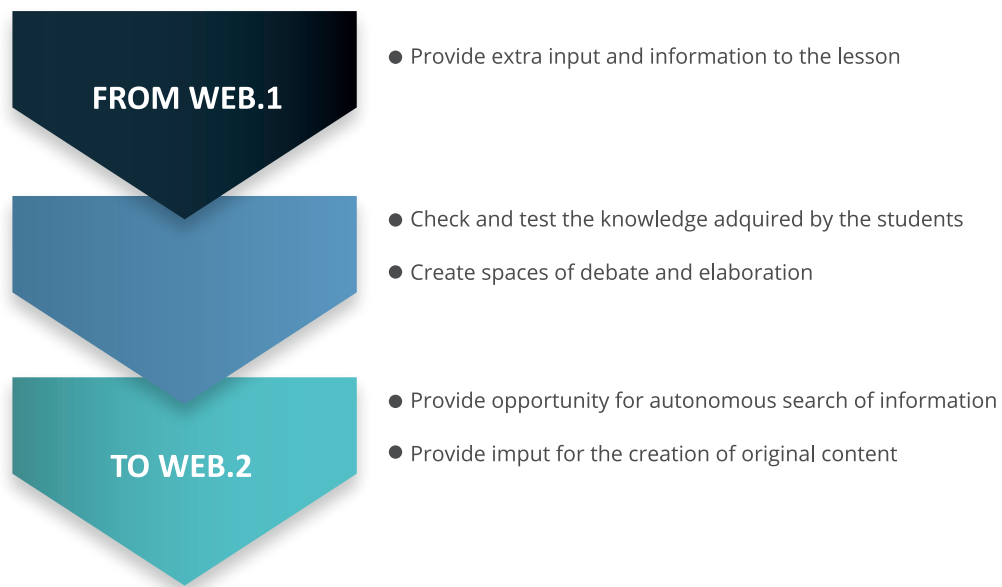 FROM WEB.1
● Provide extra input and information to the lesson
● Check and test the knowledge adquired by the students
● Create spaces of debate and elaboration
TO WEB.2
● Provide opportunity for autonomous search of information
● Provide imput for the creation of original content